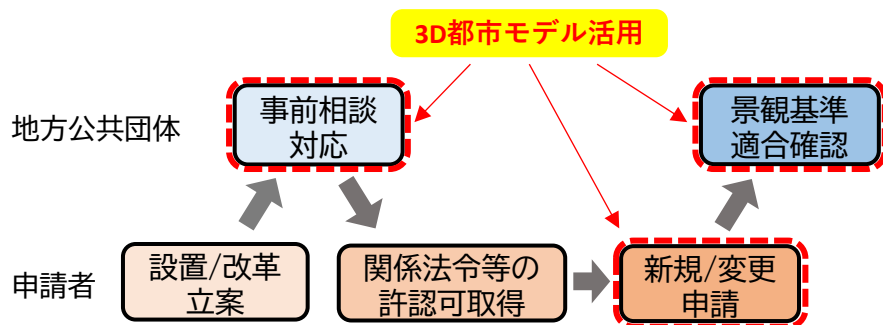 3D都市モデル活用
地方公共団体
事前相談
対応
景観基準
適合確認
申請者
設置/改革
立案
関係法令等の
許認可取得
新規/変更
申請